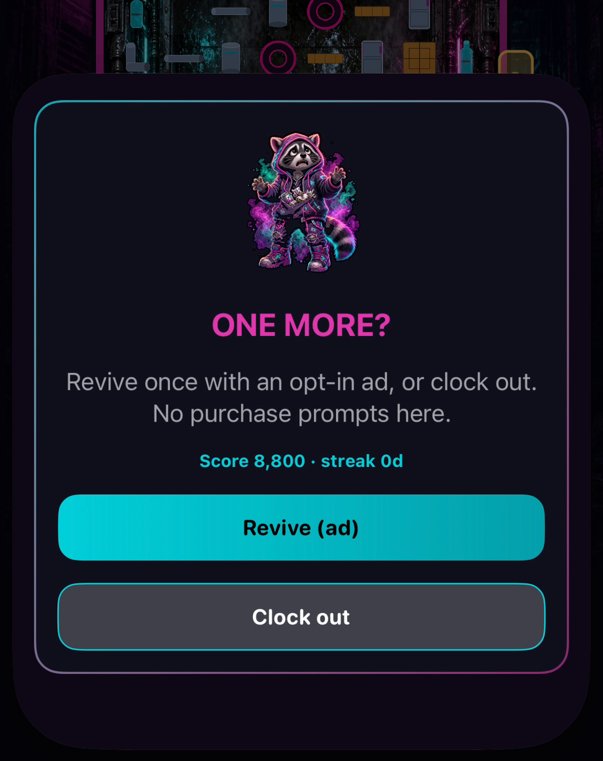 ONE MORE?
Revive once with an opt-in ad, or clock out.
No purchase prompts here.
Score 8,800 · streak 0d
Revive (ad)
Clock out